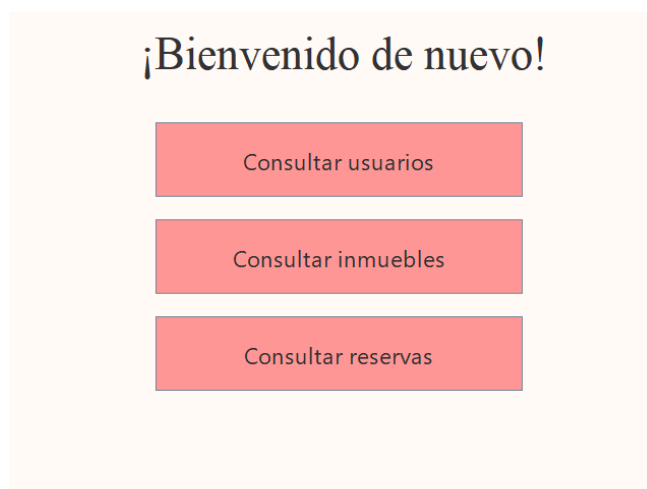 ¡Bienvenido de nuevo!
Consultar usuarios
Consultar inmuebles
Consultar reservas